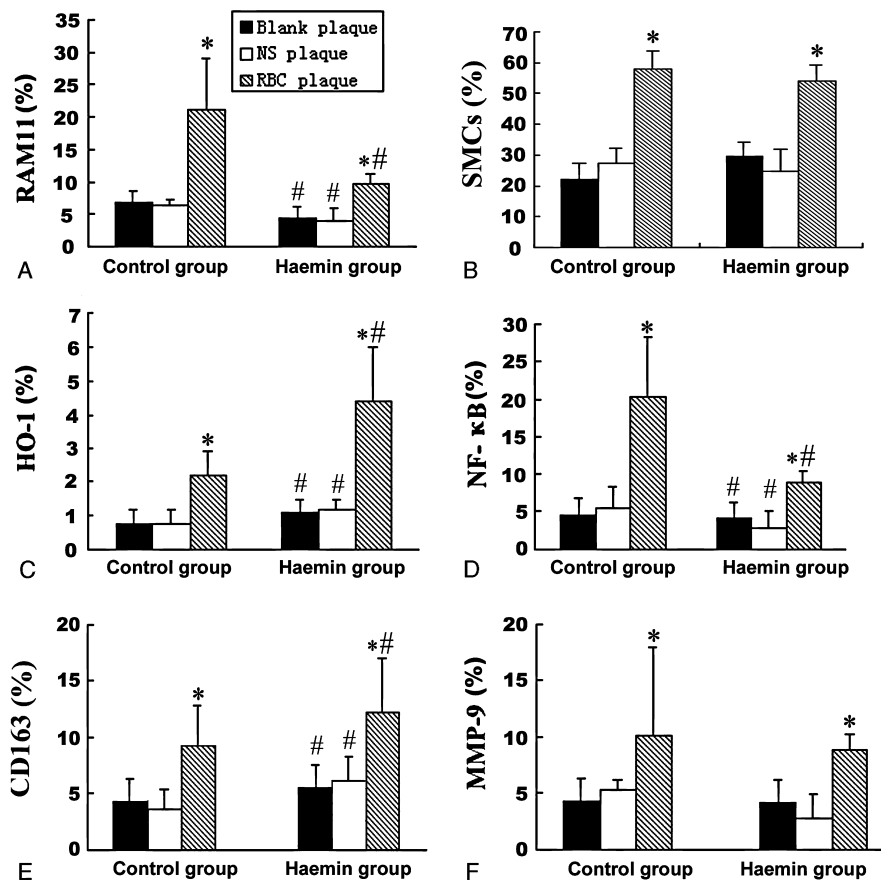 Blank plaque
NS plaque
RBC plaque
35
30
25
20
15
10
5
0
RAM11 (%)
*
#
#
*#
Control group
Haemin group
A
70
60
50
40
30
20
10
0
SMCs (%)
*
*
Control group
Haemin group
B
7
6
5
4
3
2
1
0
HO-1 (%)
*
#
#
*#
Control group
Haemin group
C
30
25
20
15
10
5
0
NF- κB(%)
*
#
#
*#
Control group
Haemin group
D
20
15
10
5
0
CD163 (%)
*
#
#
*#
Control group
Haemin group
E
20
15
10
5
0
MMP-9 (%)
*
*
Control group
Haemin group
F